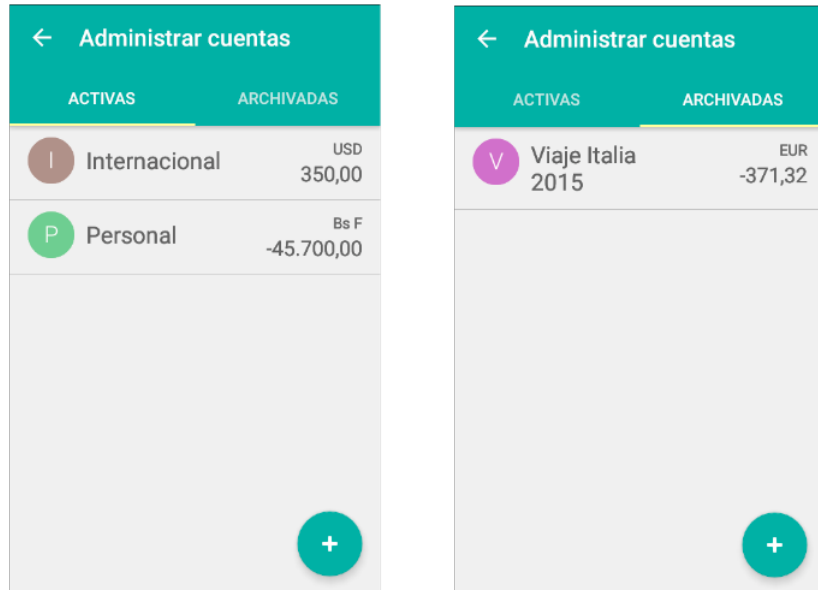 Administrar cuentas
ACTIVAS ARCHIVADAS
I Internacional USD
350,00
P Personal Bs F
-45.700,00
+
Administrar cuentas
ACTIVAS ARCHIVADAS
V Viaje Italia EUR
2015 -371,32
+